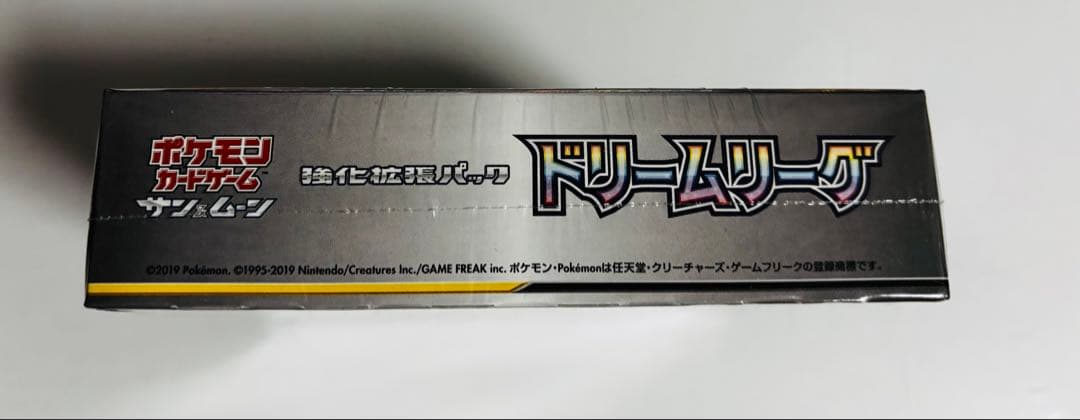 ポケモン
カードゲーム™
サン&ムーン
強化拡張パック
ドリームリーグ
©2019 Pokémon. ©1995-2019 Nintendo/Creatures Inc./GAME FREAK inc. ポケモン・Pokémonは任天堂・クリーチャーズ・ゲームフリークの登録商標です。